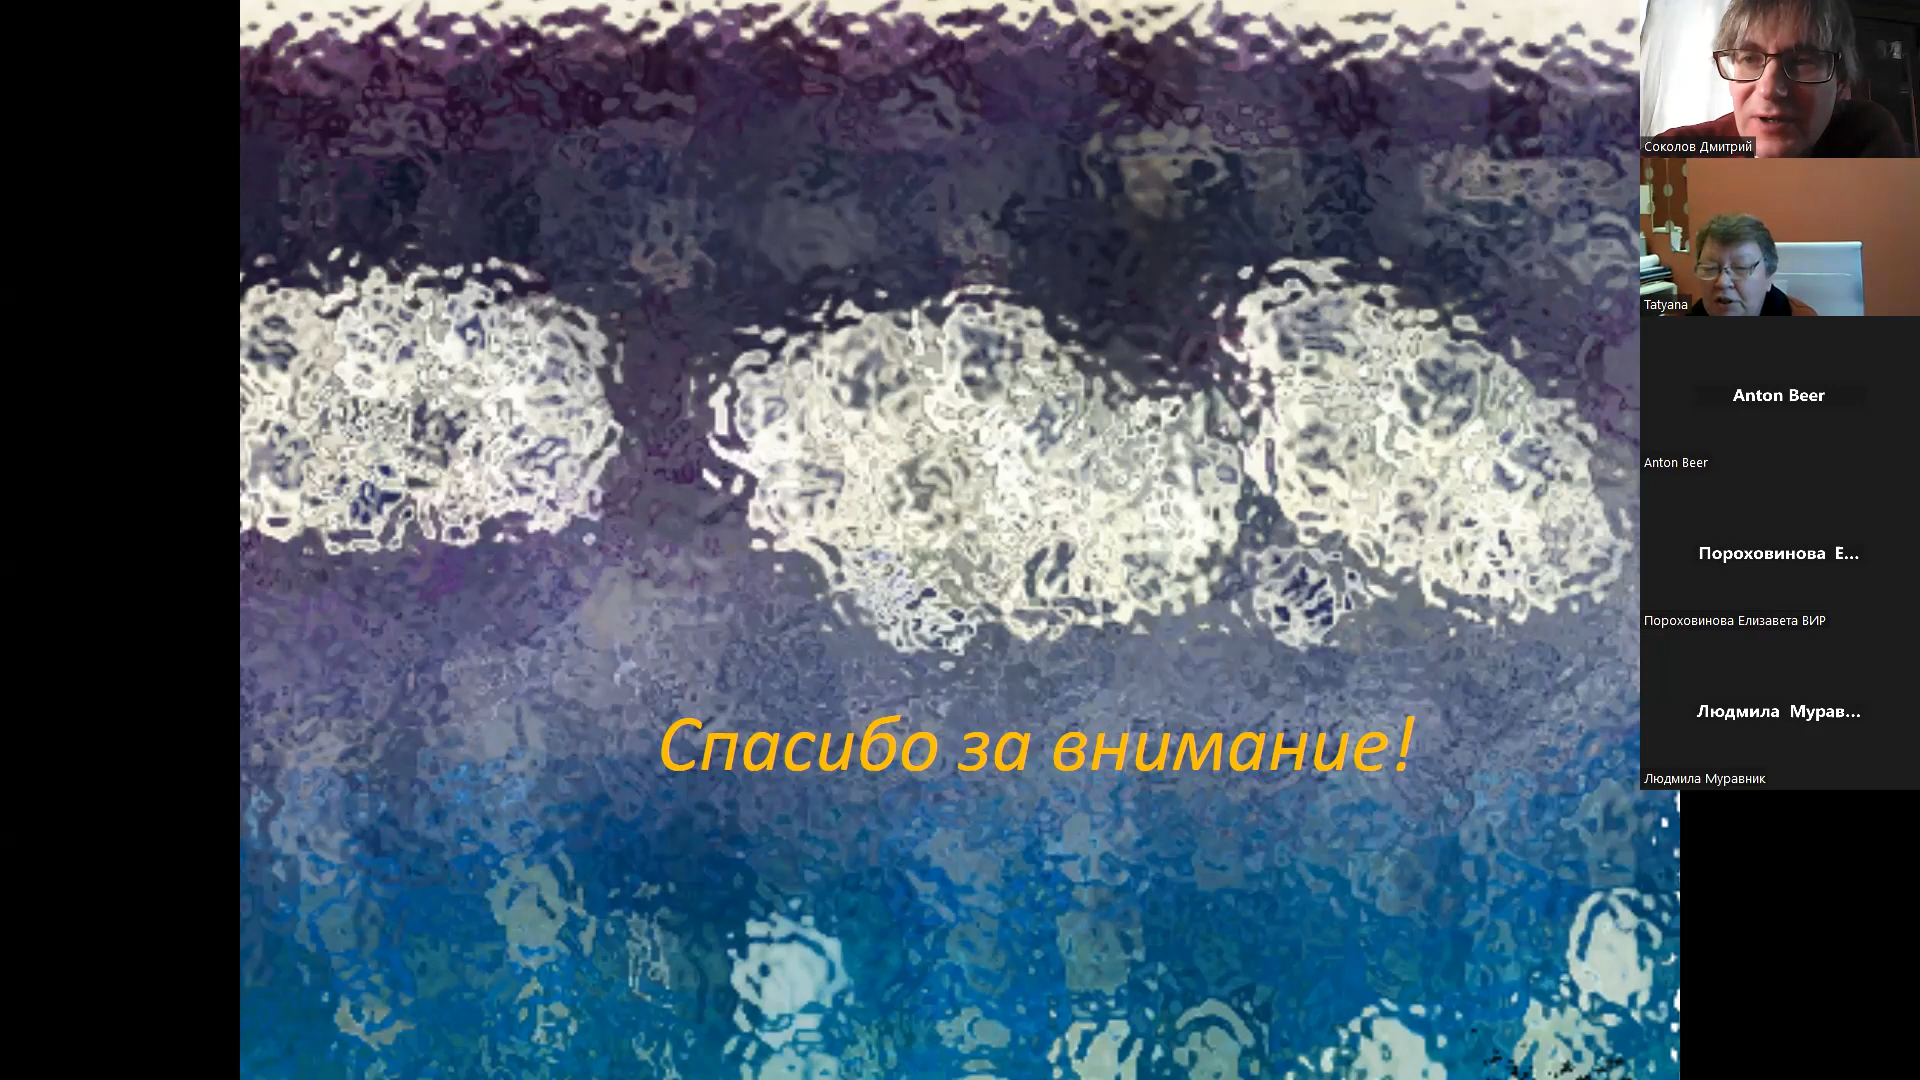 Соколов Дмитрий
Tatyana
Anton Beer
Anton Beer
Пороховинова Е...
Пороховинова Елизавета ВИР
Людмила Мурав...
Людмила Муравник
Спасибо за внимание!